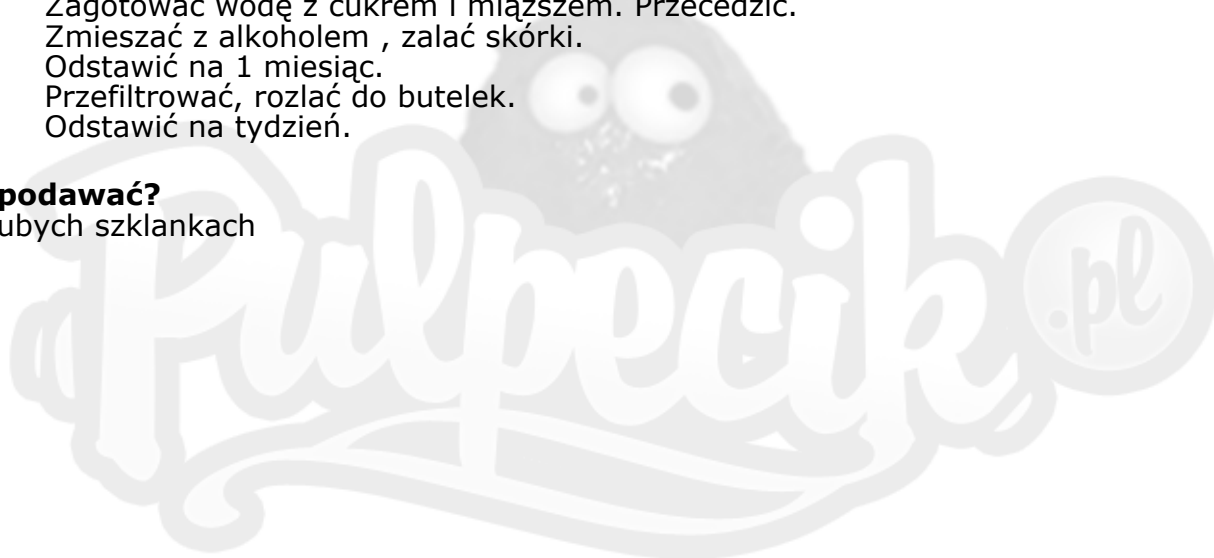 Zagotować wodę z cukrem i miąższem. Przecedzić.
Zmieszać z alkoholem , zalać skórki.
Odstawić na 1 miesiąc.
Przefiltrować, rozlać do butelek.
Odstawić na tydzień.
podawać?
ubych szklankach
Pulpecik .pl